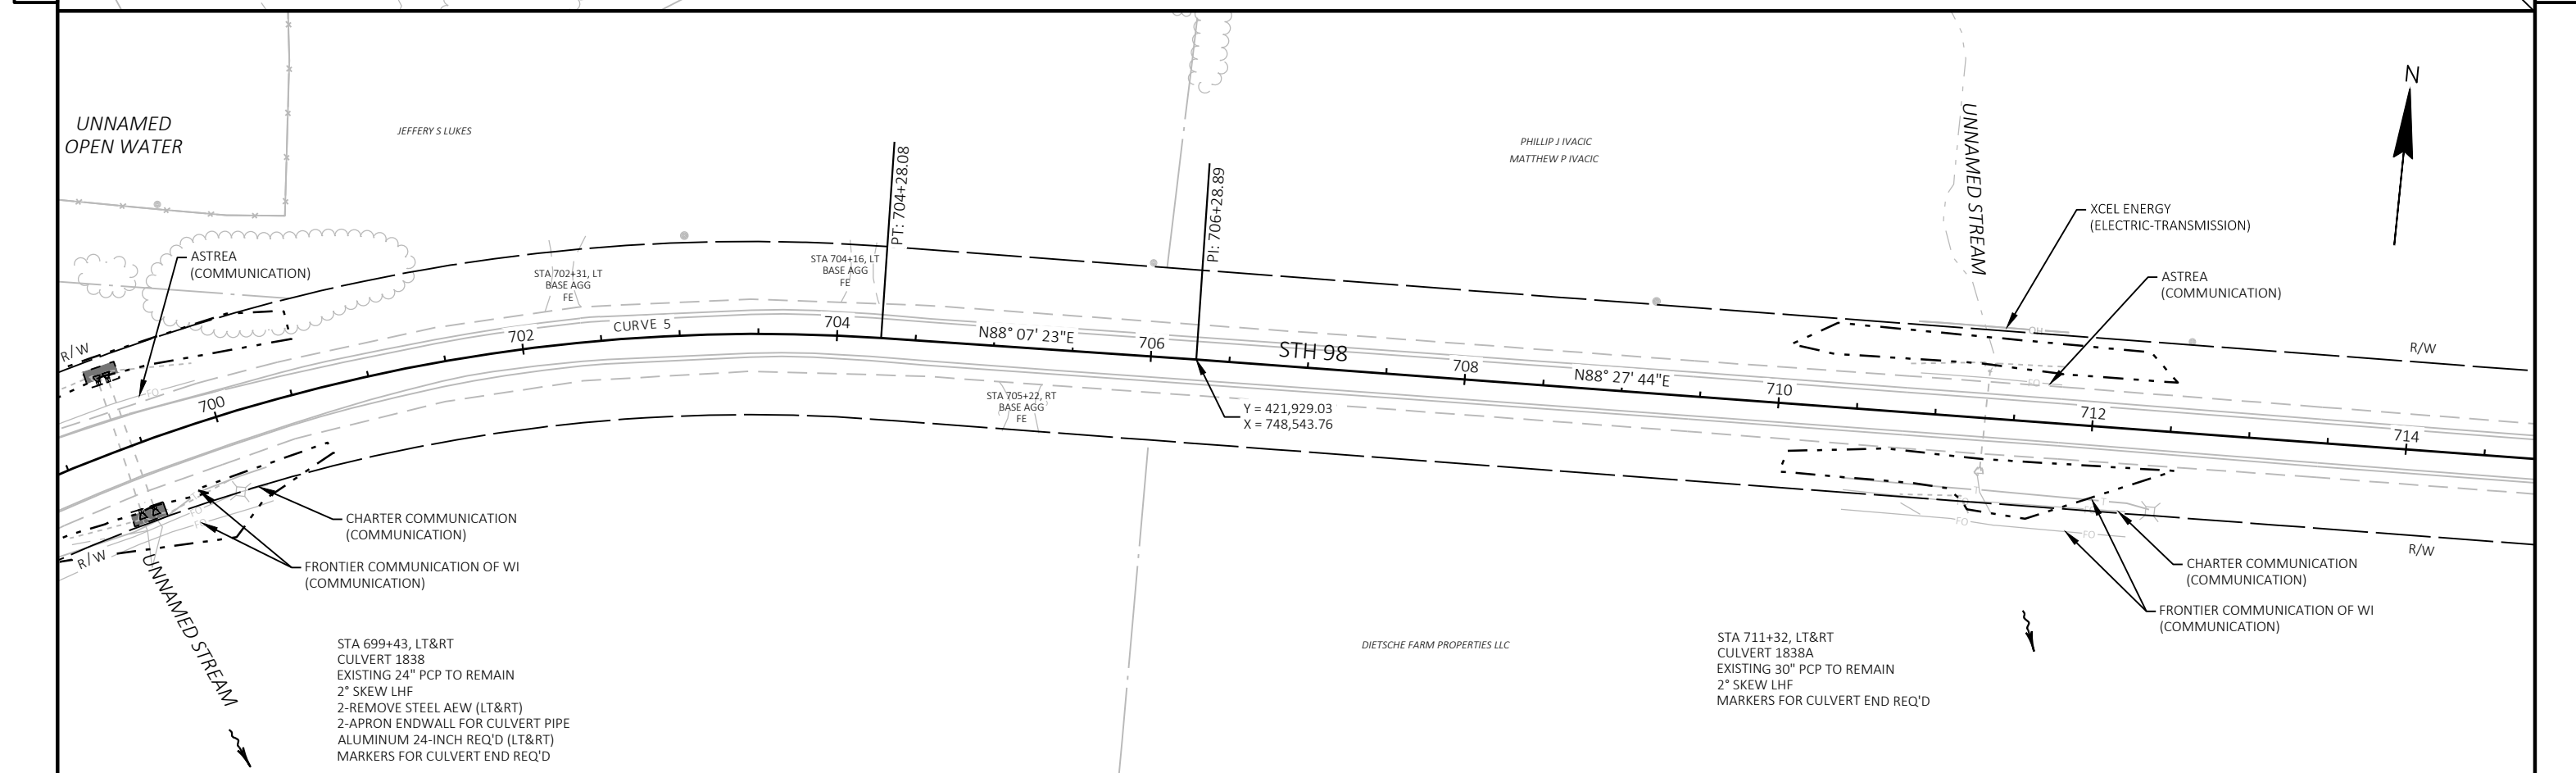 UNNAMED
OPEN WATER
JEFFERY S LUKES
PHILLIP J IVACIC
MATTHEW P IVACIC
N
ASTREA
(COMMUNICATION)
STA 702+31, LT
BASE AGG
FE
STA 704+16, LT
BASE AGG
FE
PT: 704+28.08
PI: 706+28.89
UNNAMED STREAM
XCEL ENERGY
(ELECTRIC-TRANSMISSION)
ASTREA
(COMMUNICATION)
R/W
FO
700
702
CURVE 5
704
N88° 07' 23"E
706
STH 98
708
N88° 27' 44"E
710
712
714
OH
FO
R/W
STA 705+22, RT
BASE AGG
FE
Y = 421,929.03
X = 748,543.76
R/W
FO
FO
CHARTER COMMUNICATION
(COMMUNICATION)
FRONTIER COMMUNICATION OF WI
(COMMUNICATION)
UNNAMED STREAM
T
T
FO
FO
R/W
CHARTER COMMUNICATION
(COMMUNICATION)
FRONTIER COMMUNICATION OF WI
(COMMUNICATION)
STA 699+43, LT&RT
CULVERT 1838
EXISTING 24" PCP TO REMAIN
2° SKEW LHF
2-REMOVE STEEL AEW (LT&RT)
2-APRON ENDWALL FOR CULVERT PIPE
ALUMINUM 24-INCH REQ'D (LT&RT)
MARKERS FOR CULVERT END REQ'D
DIETSCHE FARM PROPERTIES LLC
STA 711+32, LT&RT
CULVERT 1838A
EXISTING 30" PCP TO REMAIN
2° SKEW LHF
MARKERS FOR CULVERT END REQ'D